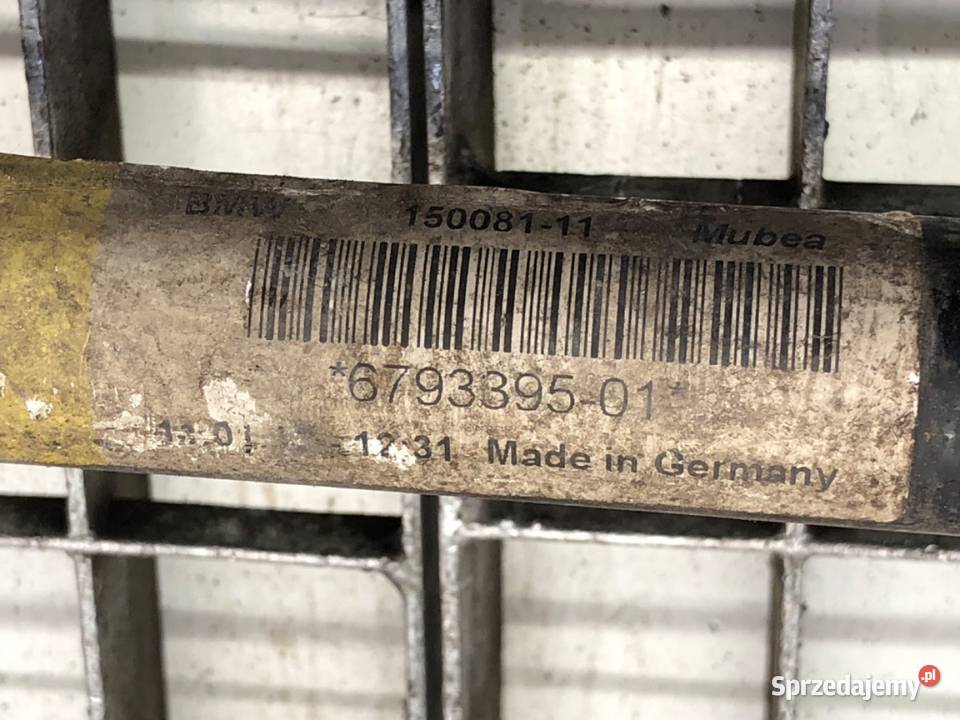 BMW 150081-11 Mubea
*6793395-01*
12:31 Made in Germany
Sprzedajemy.pl